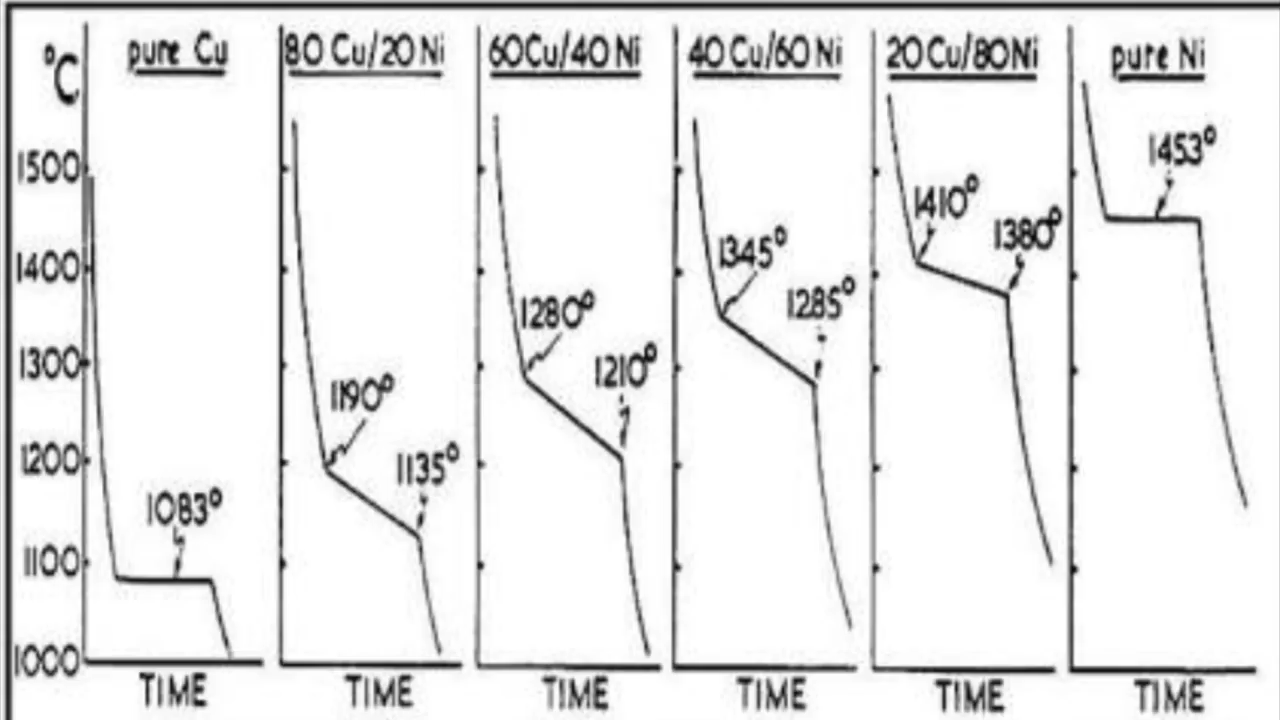 °C
pure Cu
80 Cu/20 Ni
60Cu/40 Ni
40 Cu/60 Ni
20 Cu/80Ni
pure Ni
1500
1400
1300
1200
1100
1000
1083°
1190°
1135°
1280°
1210°
1345°
1285°
1410°
1380°
1453°
TIME
TIME
TIME
TIME
TIME
TIME